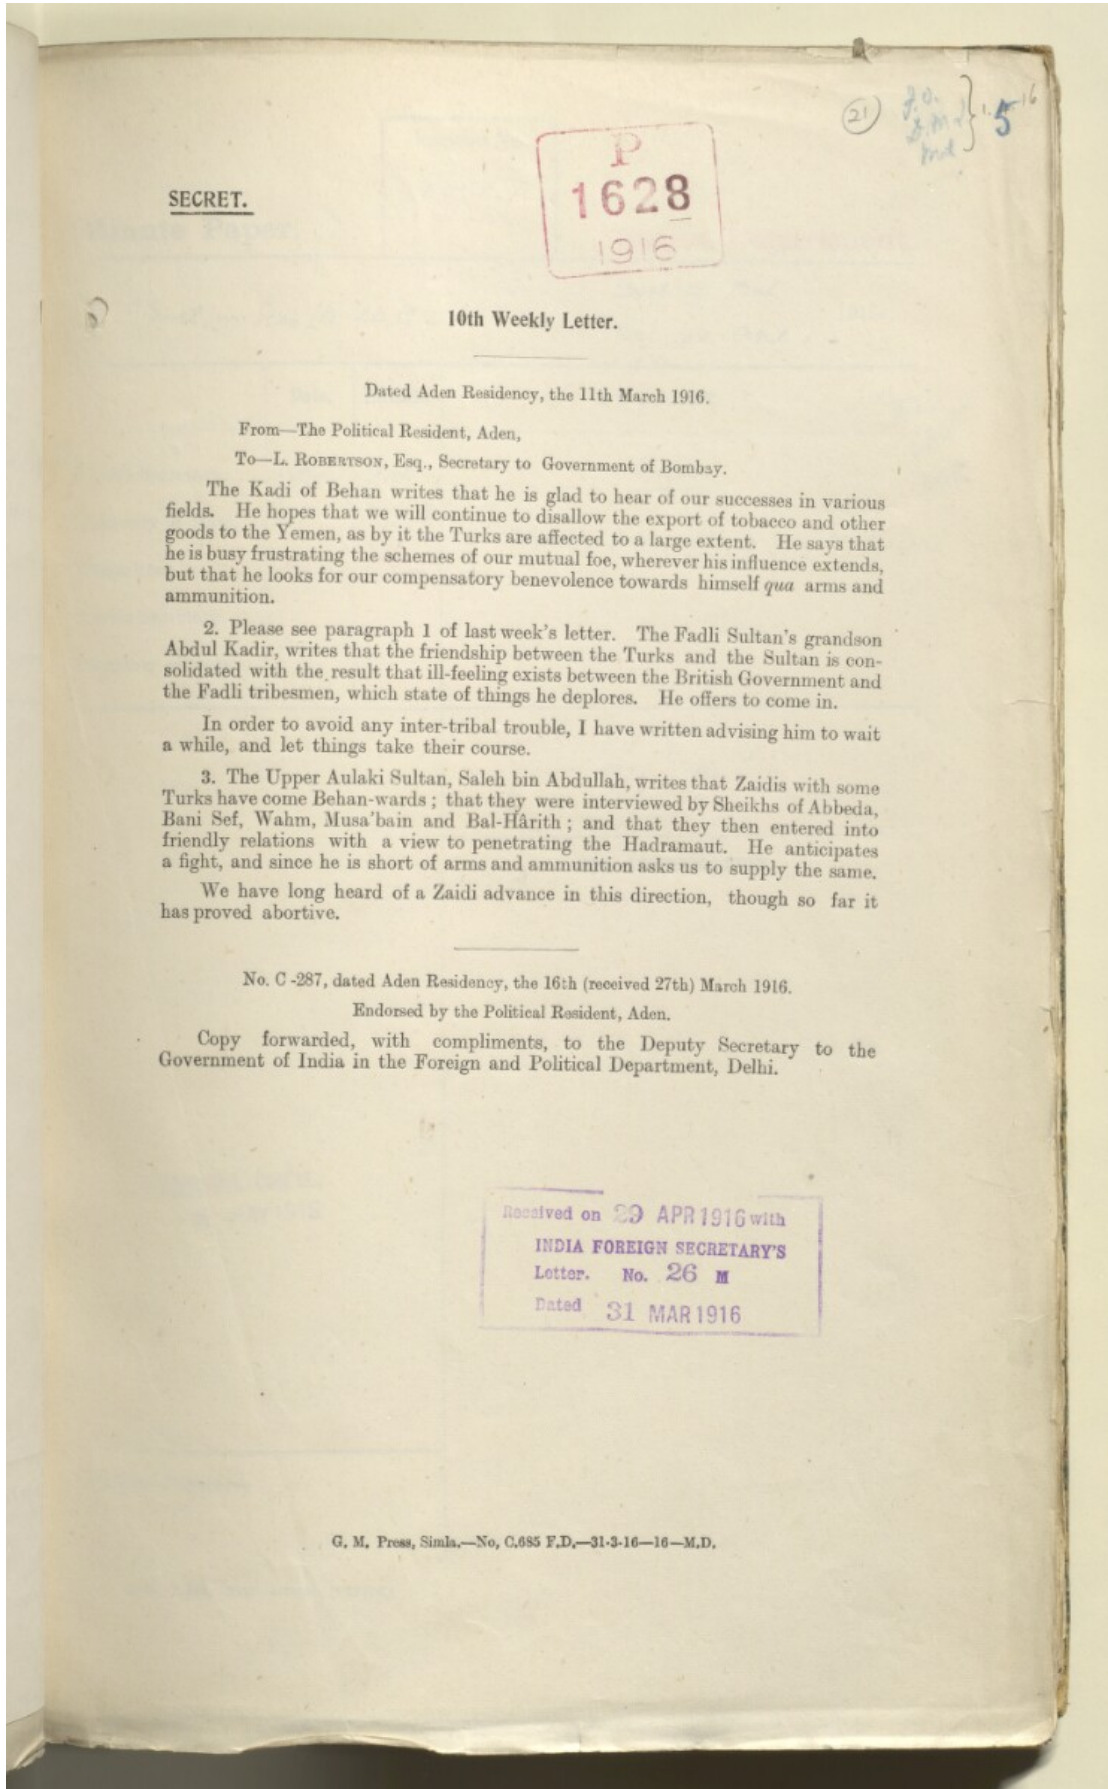 21
5
16
P
1628
1916
SECRET.
10th Weekly Letter.
Dated Aden Residency, the 11th March 1916.
From—The Political Resident, Aden,
To—L. ROBERTSON, Esq., Secretary to Government of Bombay.
The Kadi of Behan writes that he is glad to hear of our successes in various
fields. He hopes that we will continue to disallow the export of tobacco and other
goods to the Yemen, as by it the Turks are affected to a large extent. He says that
he is busy frustrating the schemes of our mutual foe, wherever his influence extends,
but that he looks for our compensatory benevolence towards himself qua arms and
ammunition.
2. Please see paragraph 1 of last week's letter. The Fadli Sultan's grandson
Abdul Kadir, writes that the friendship between the Turks and the Sultan is con-
solidated with the result that ill-feeling exists between the British Government and
the Fadli tribesmen, which state of things he deplores. He offers to come in.
In order to avoid any inter-tribal trouble, I have written advising him to wait
a while, and let things take their course.
3. The Upper Aulaki Sultan, Saleh bin Abdullah, writes that Zaidis with some
Turks have come Behan-wards; that they were interviewed by Sheikhs of Abbeda,
Bani Sef, Wahm, Musa'bain and Bal-Hârith; and that they then entered into
friendly relations with a view to penetrating the Hadramaut. He anticipates
a fight, and since he is short of arms and ammunition asks us to supply the same.
We have long heard of a Zaidi advance in this direction, though so far it
has proved abortive.
No. C-287, dated Aden Residency, the 16th (received 27th) March 1916.
Endorsed by the Political Resident, Aden.
Copy forwarded, with compliments, to the Deputy Secretary to the
Government of India in the Foreign and Political Department, Delhi.
Received on 29 APR 1916 with
INDIA FOREIGN SECRETARY'S
Letter. No. 26 M
Dated 31 MAR 1916
G. M. Press, Simla.—No, C.685 F.D.—31-3-16—16—M.D.